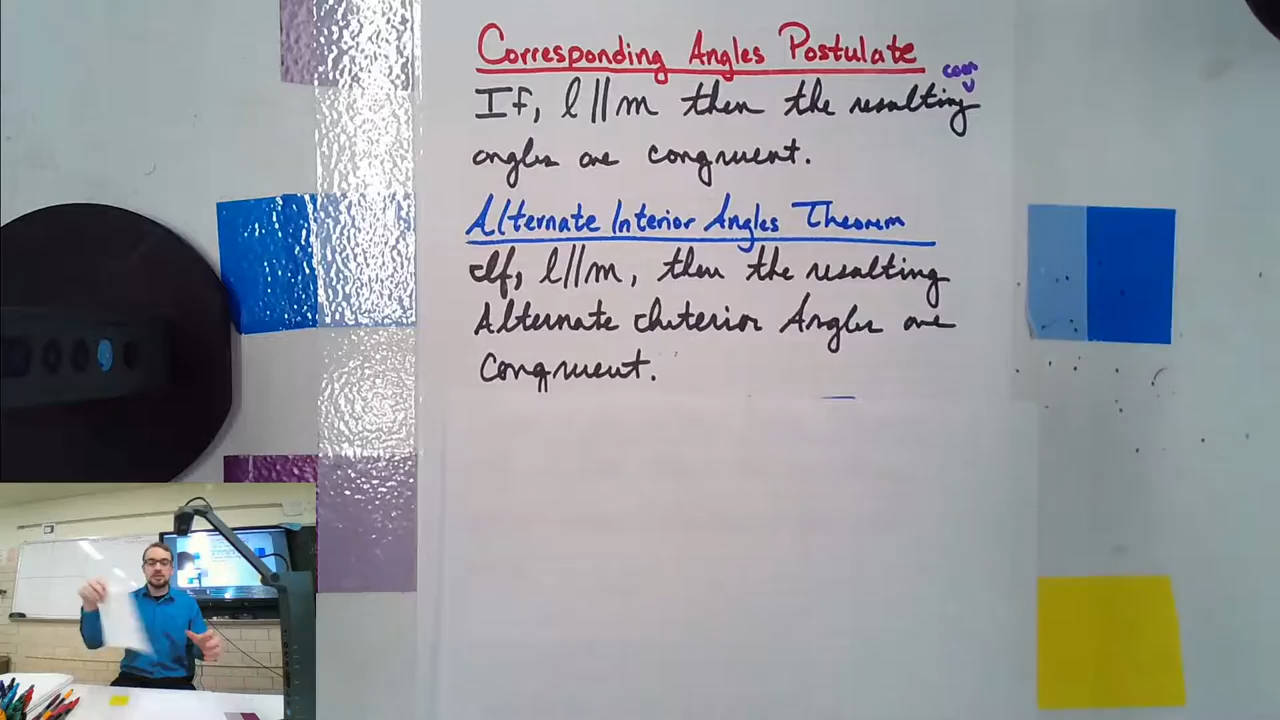 Corresponding Angles Postulate
corr
If, l || m then the resulting
angles are congruent.
Alternate Interior Angles Theorem
If, l || m, then the resulting
Alternate Interior Angles are
congruent.